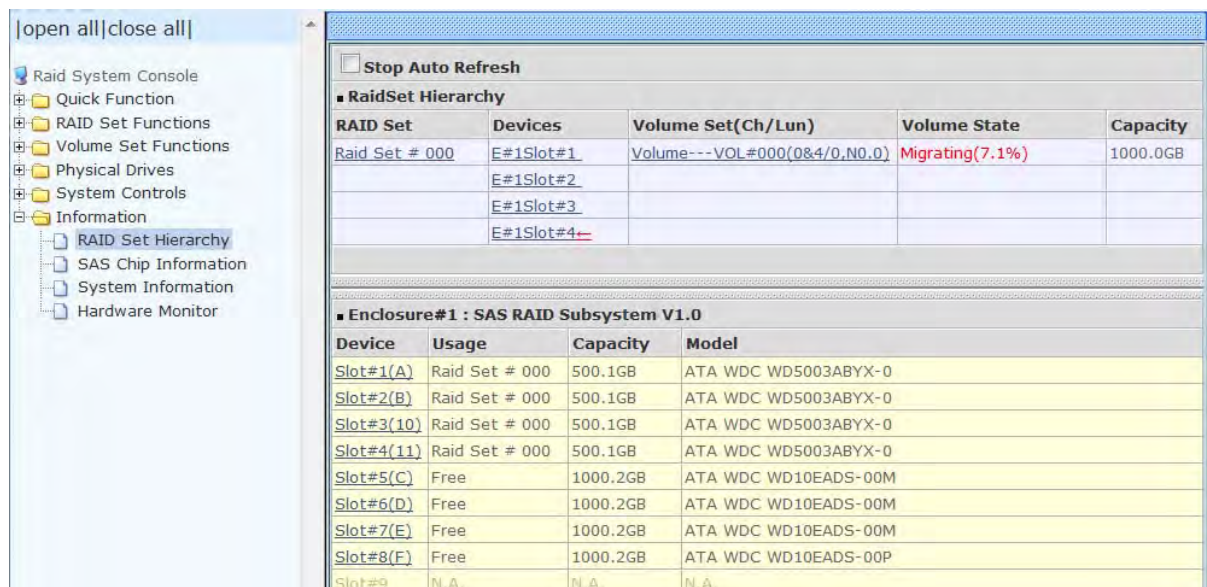 |open all|close all|
Raid System Console
Quick Function
RAID Set Functions
Volume Set Functions
Physical Drives
System Controls
Information
RAID Set Hierarchy
SAS Chip Information
System Information
Hardware Monitor
Stop Auto Refresh
RaidSet Hierarchy
RAID Set Devices Volume Set(Ch/Lun) Volume State Capacity
Raid Set # 000 E#1Slot#1 Volume---VOL#000(0&4/0,N0.0) Migrating(7.1%) 1000.0GB
E#1Slot#2
E#1Slot#3
E#1Slot#4←
Enclosure#1 : SAS RAID Subsystem V1.0
Device Usage Capacity Model
Slot#1(A) Raid Set # 000 500.1GB ATA WDC WD5003ABYX-0
Slot#2(B) Raid Set # 000 500.1GB ATA WDC WD5003ABYX-0
Slot#3(10) Raid Set # 000 500.1GB ATA WDC WD5003ABYX-0
Slot#4(11) Raid Set # 000 500.1GB ATA WDC WD5003ABYX-0
Slot#5(C) Free 1000.2GB ATA WDC WD10EADS-00M
Slot#6(D) Free 1000.2GB ATA WDC WD10EADS-00M
Slot#7(E) Free 1000.2GB ATA WDC WD10EADS-00M
Slot#8(F) Free 1000.2GB ATA WDC WD10EADS-00P
Slot#9 N.A. N.A. N.A.